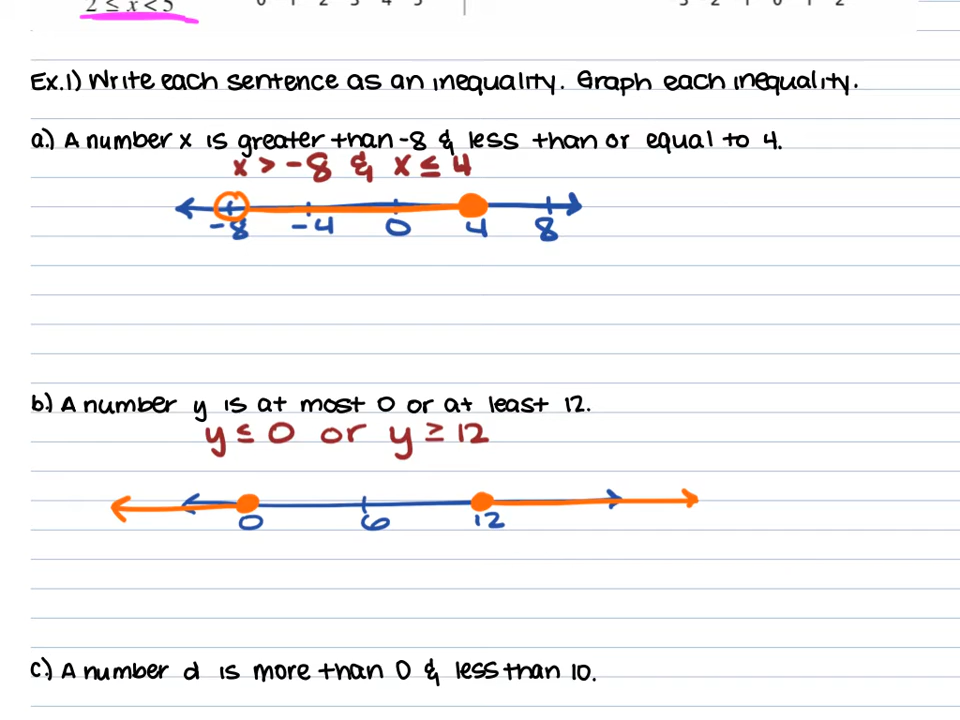 2 ≤ x < 5
Ex.1) Write each sentence as an inequality. Graph each inequality.
a.) A number x is greater than -8 & less than or equal to 4.
x > -8 & x ≤ 4
-8 -4 0 4 8
b.) A number y is at most 0 or at least 12.
y ≤ 0 or y ≥ 12
0 6 12
c.) A number d is more than 0 & less than 10.